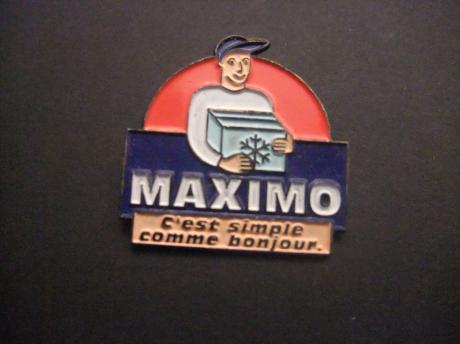 MAXIMO
C'est simple
comme bonjour.